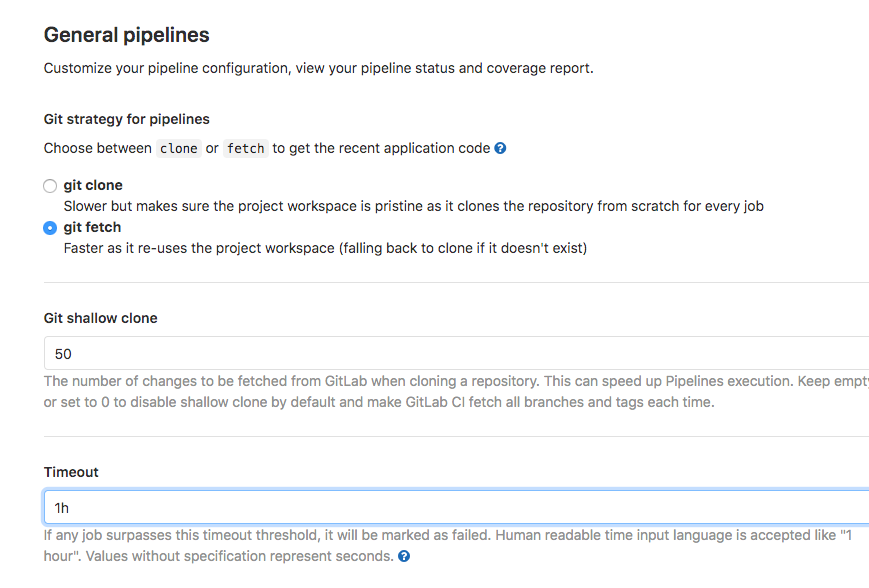 General pipelines
Customize your pipeline configuration, view your pipeline status and coverage report.
Git strategy for pipelines
Choose between clone or fetch to get the recent application code
git clone
Slower but makes sure the project workspace is pristine as it clones the repository from scratch for every job
git fetch
Faster as it re-uses the project workspace (falling back to clone if it doesn't exist)
Git shallow clone
50
The number of changes to be fetched from GitLab when cloning a repository. This can speed up Pipelines execution. Keep empty
or set to 0 to disable shallow clone by default and make GitLab CI fetch all branches and tags each time.
Timeout
1h
If any job surpasses this timeout threshold, it will be marked as failed. Human readable time input language is accepted like "1
hour". Values without specification represent seconds.